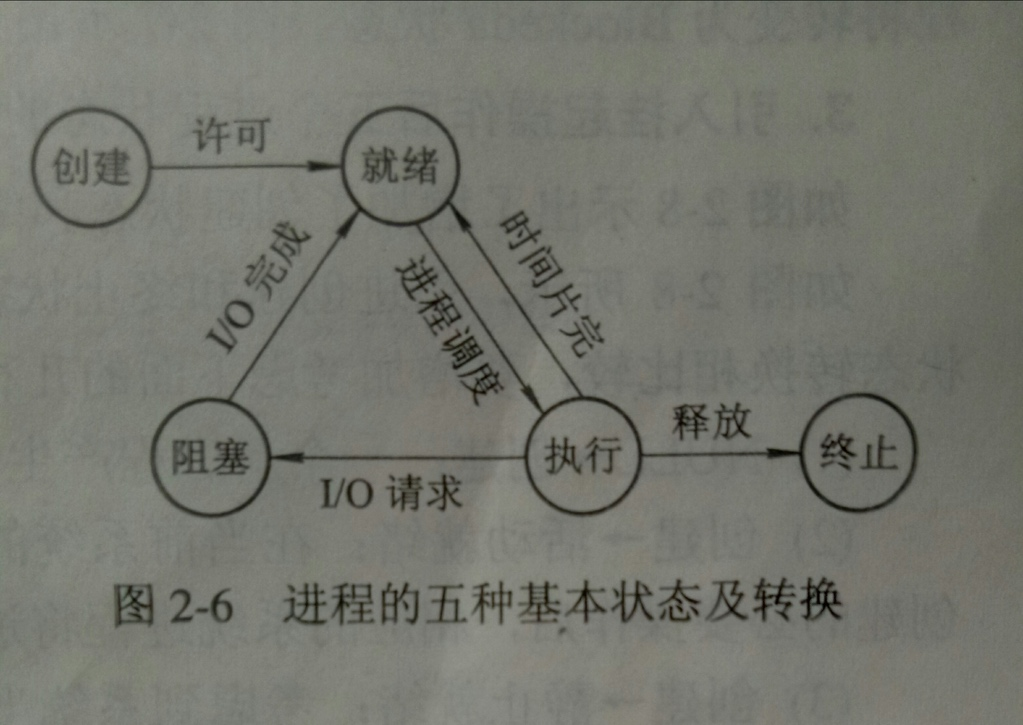 创建
许可
就绪
I/O 完成
进程调度
时间片完
阻塞
I/O 请求
执行
释放
终止
图 2-6 进程的五种基本状态及转换